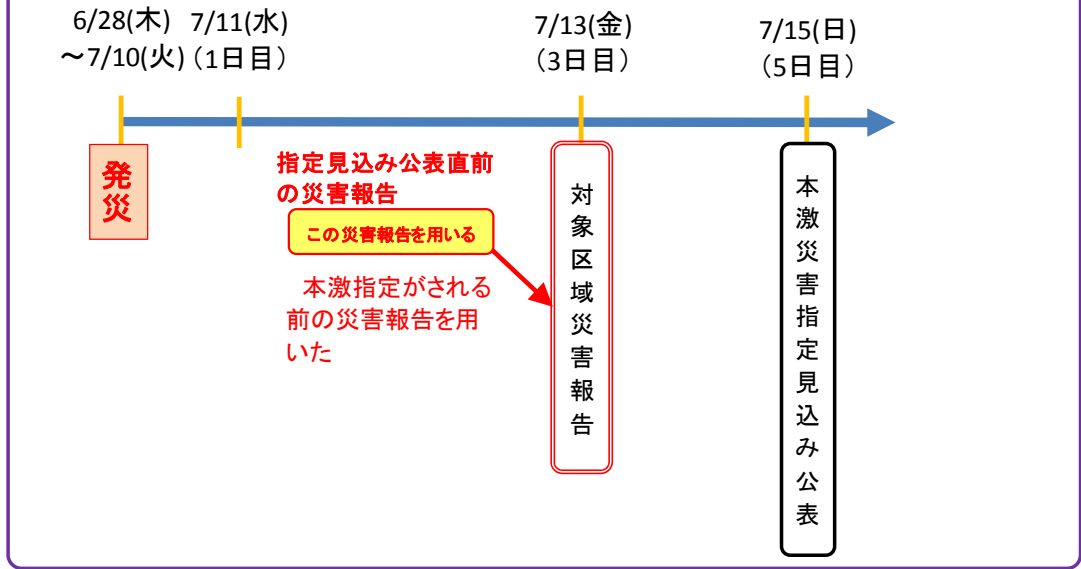 6/28(木)
～7/10(火)
7/11(水)
（1日目）
7/13(金)
（3日目）
7/15(日)
（5日目）
発災
指定見込み公表直前
の災害報告
この災害報告を用いる
本激指定がされる
前の災害報告を用
いた
対象区域災害報告
本激災害指定見込み公表